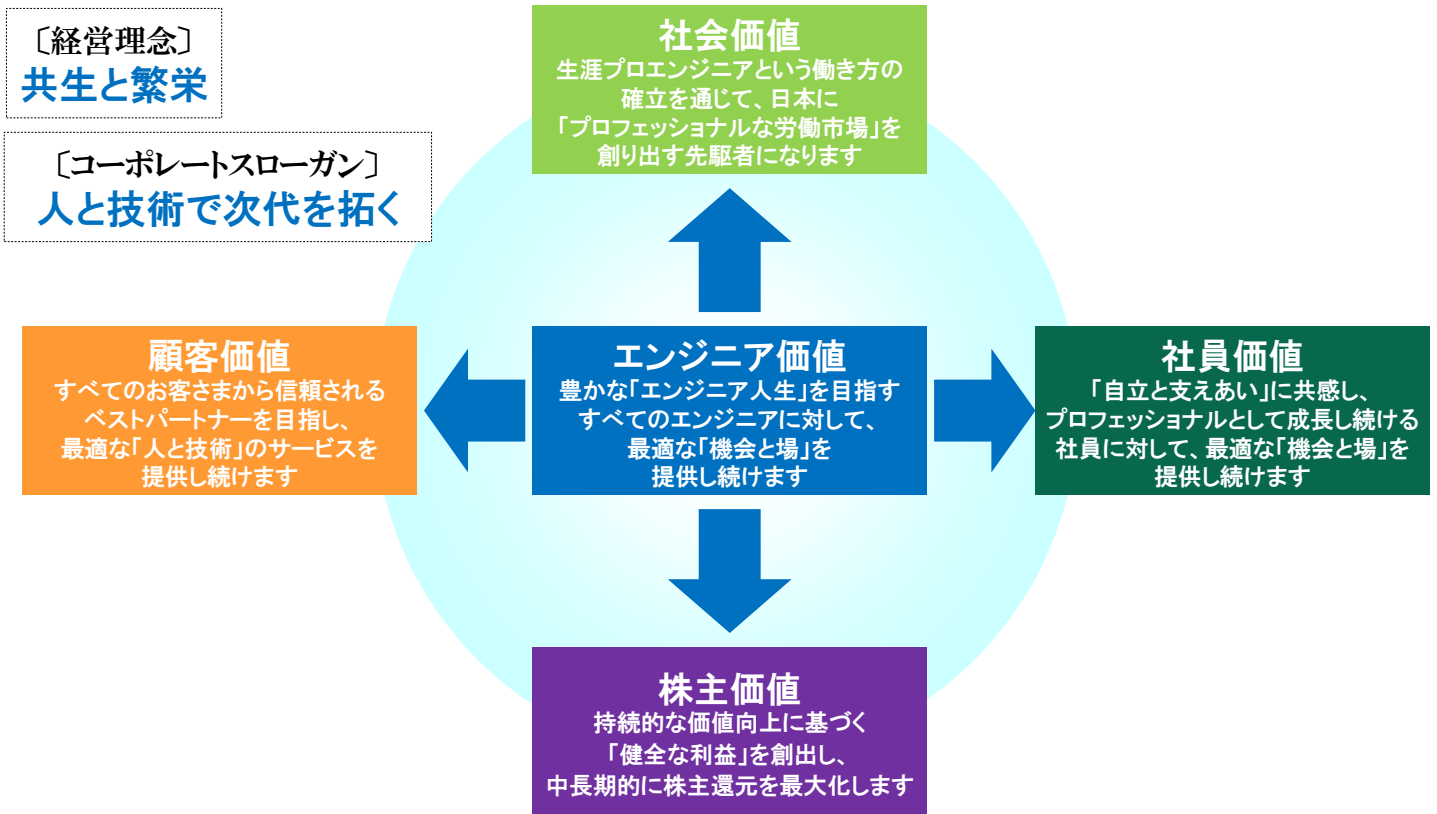 〔経営理念〕
共生と繁栄
〔コーポレートスローガン〕
人と技術で次代を拓く
社会価値
生涯プロエンジニアという働き方の
確立を通じて、日本に
「プロフェッショナルな労働市場」を
創り出す先駆者になります
顧客価値
すべてのお客さまから信頼される
ベストパートナーを目指し、
最適な「人と技術」のサービスを
提供し続けます
エンジニア価値
豊かな「エンジニア人生」を目指す
すべてのエンジニアに対して、
最適な「機会と場」を
提供し続けます
社員価値
「自立と支えあい」に共感し、
プロフェッショナルとして成長し続ける
社員に対して、最適な「機会と場」を
提供し続けます
株主価値
持続的な価値向上に基づく
「健全な利益」を創出し、
中長期的に株主還元を最大化します